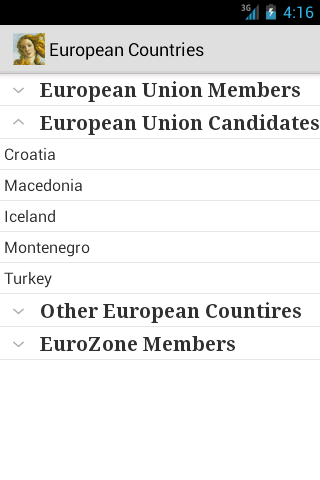 3G 4:16
European Countries
European Union Members
European Union Candidates
Croatia
Macedonia
Iceland
Montenegro
Turkey
Other European Countires
EuroZone Members